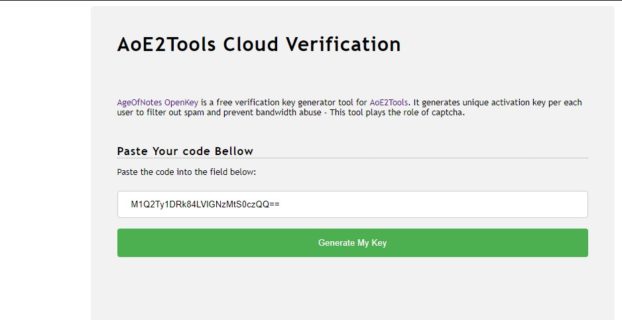 AoE2Tools Cloud Verification
AgeOfNotes OpenKey is a free verification key generator tool for AoE2Tools. It generates unique activation key per each
user to filter out spam and prevent bandwidth abuse - This tool plays the role of captcha.
Paste Your code Bellow
Paste the code into the field below:
M1Q2Ty1DRk84LVlGNzMtS0czQQ==
Generate My Key